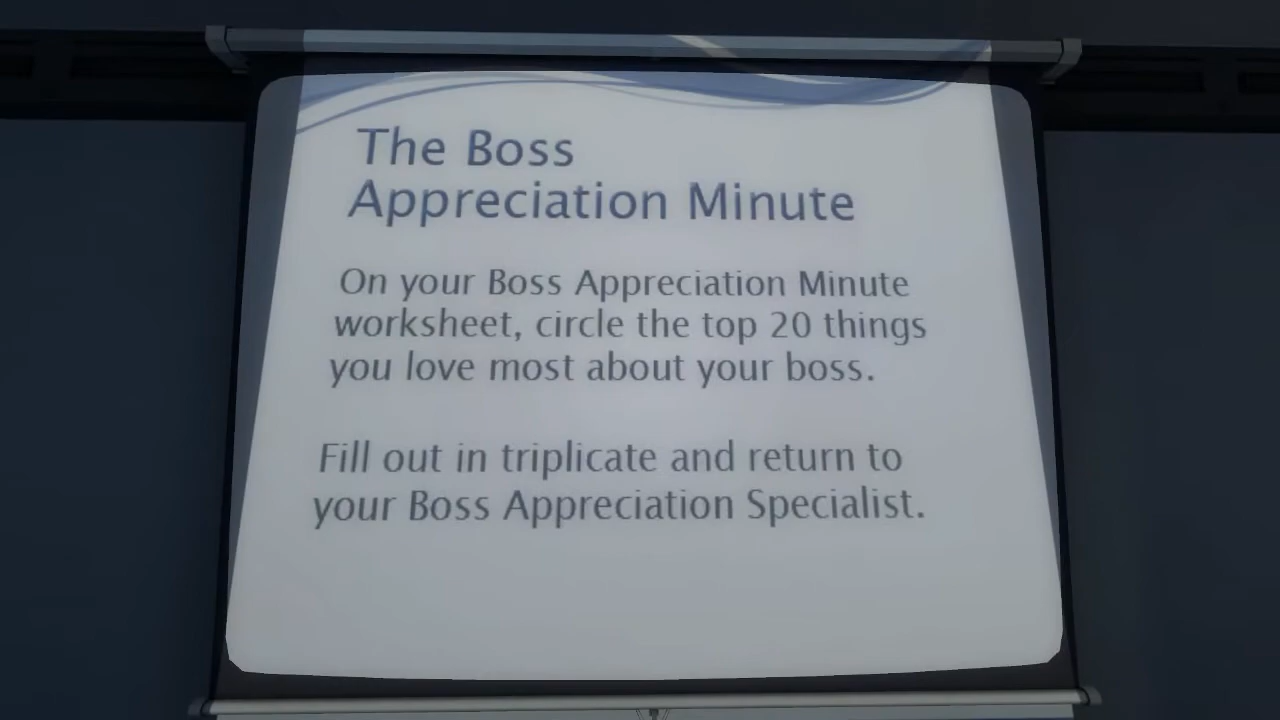 The Boss
Appreciation Minute
On your Boss Appreciation Minute
worksheet, circle the top 20 things
you love most about your boss.
Fill out in triplicate and return to
your Boss Appreciation Specialist.